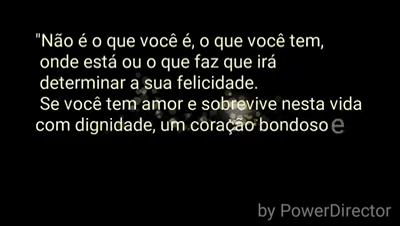 "Não é o que você é, o que você tem,
onde está ou o que faz que irá
determinar a sua felicidade.
Se você tem amor e sobrevive nesta vida
com dignidade, um coração bondoso e
by PowerDirector